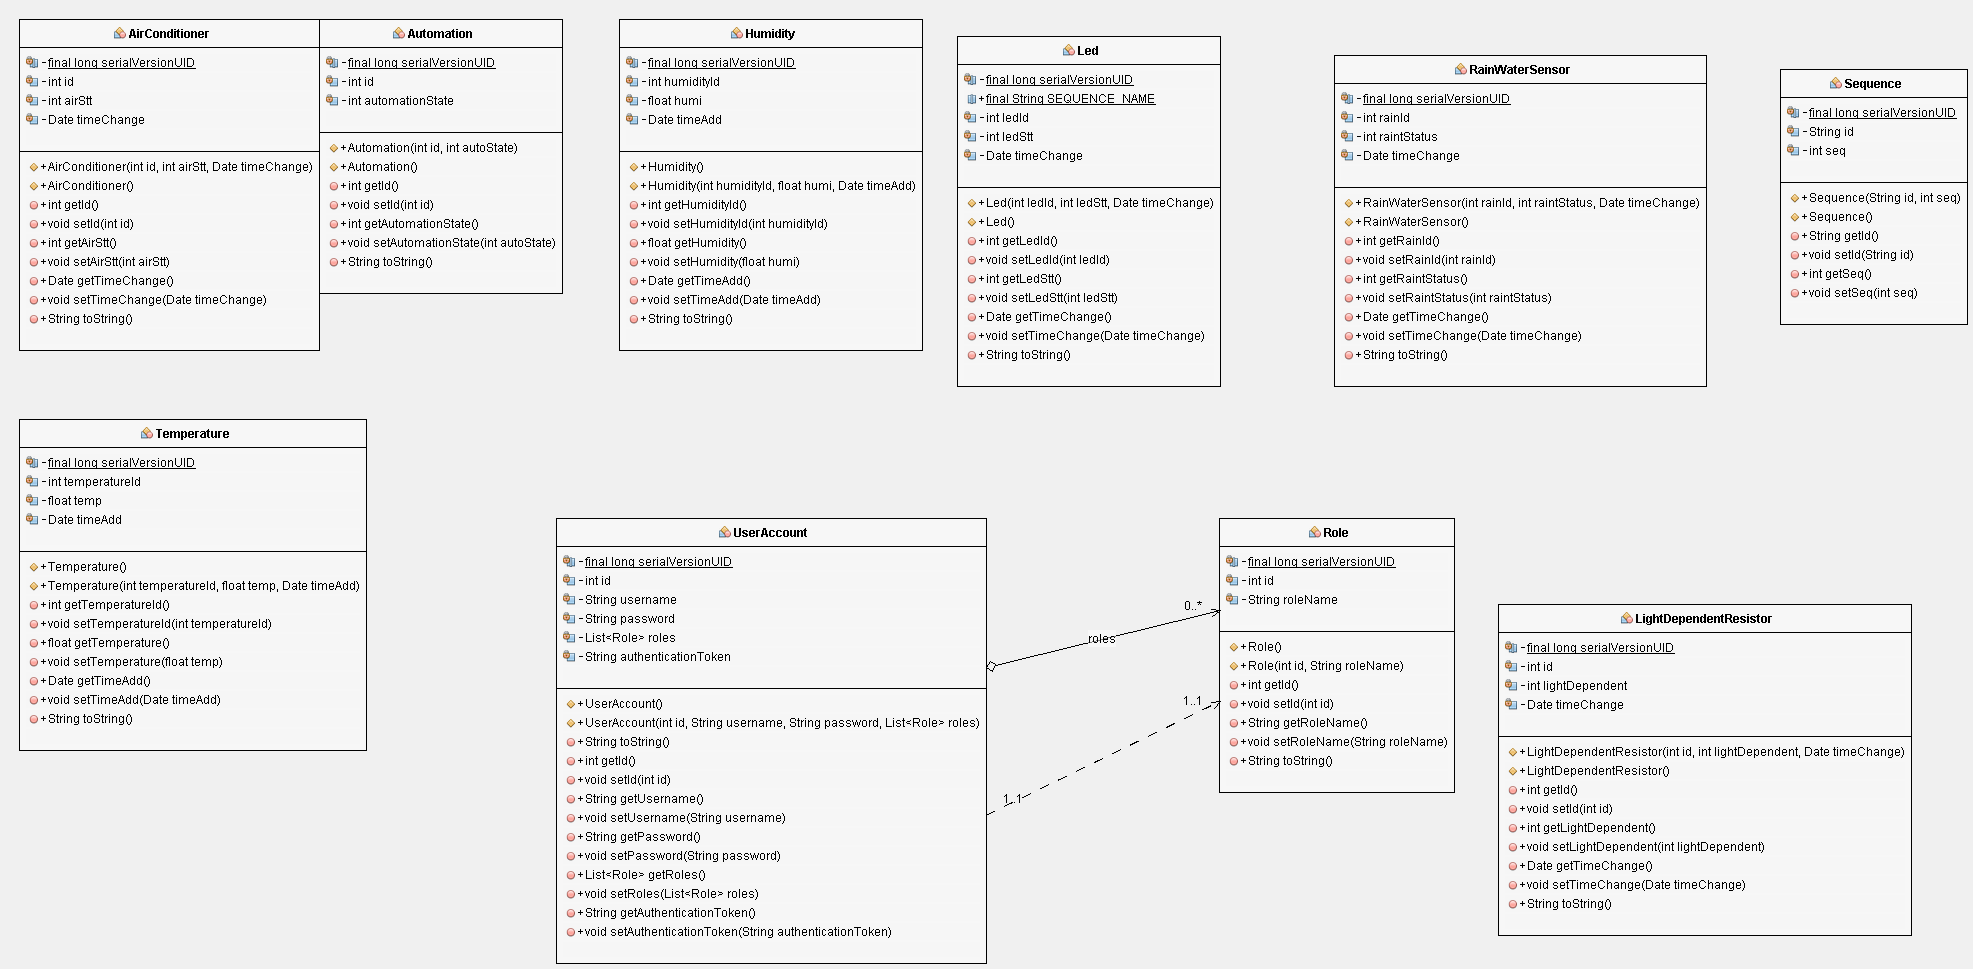 AirConditioner
-final long serialVersionUID
-int id
-int airStt
-Date timeChange
+AirConditioner(int id, int airStt, Date timeChange)
+AirConditioner()
+int getId()
+void setId(int id)
+int getAirStt()
+void setAirStt(int airStt)
+Date getTimeChange()
+void setTimeChange(Date timeChange)
+String toString()
Automation
-final long serialVersionUID
-int id
-int automationState
+Automation(int id, int autoState)
+Automation()
+int getId()
+void setId(int id)
+int getAutomationState()
+void setAutomationState(int autoState)
+String toString()
Humidity
-final long serialVersionUID
-int humidityId
-float humi
-Date timeAdd
+Humidity()
+Humidity(int humidityId, float humi, Date timeAdd)
+int getHumidityId()
+void setHumidityId(int humidityId)
+float getHumidity()
+void setHumidity(float humi)
+Date getTimeAdd()
+void setTimeAdd(Date timeAdd)
+String toString()
Led
-final long serialVersionUID
+final String SEQUENCE_NAME
-int ledId
-int ledStt
-Date timeChange
+Led(int ledId, int ledStt, Date timeChange)
+Led()
+int getLedId()
+void setLedId(int ledId)
+int getLedStt()
+void setLedStt(int ledStt)
+Date getTimeChange()
+void setTimeChange(Date timeChange)
+String toString()
RainWaterSensor
-final long serialVersionUID
-int rainId
-int raintStatus
-Date timeChange
+RainWaterSensor(int rainId, int raintStatus, Date timeChange)
+RainWaterSensor()
+int getRainId()
+void setRainId(int rainId)
+int getRaintStatus()
+void setRaintStatus(int raintStatus)
+Date getTimeChange()
+void setTimeChange(Date timeChange)
+String toString()
Sequence
-final long serialVersionUID
-String id
-int seq
+Sequence(String id, int seq)
+Sequence()
+String getId()
+void setId(String id)
+int getSeq()
+void setSeq(int seq)
Temperature
-final long serialVersionUID
-int temperatureId
-float temp
-Date timeAdd
+Temperature()
+Temperature(int temperatureId, float temp, Date timeAdd)
+int getTemperatureId()
+void setTemperatureId(int temperatureId)
+float getTemperature()
+void setTemperature(float temp)
+Date getTimeAdd()
+void setTimeAdd(Date timeAdd)
+String toString()
UserAccount
-final long serialVersionUID
-int id
-String username
-String password
-List<Role> roles
-String authenticationToken
+UserAccount()
+UserAccount(int id, String username, String password, List<Role> roles)
+String toString()
+int getId()
+void setId(int id)
+String getUsername()
+void setUsername(String username)
+String getPassword()
+void setPassword(String password)
+List<Role> getRoles()
+void setRoles(List<Role> roles)
+String getAuthenticationToken()
+void setAuthenticationToken(String authenticationToken)
0..*
roles
1..1
1..1
Role
-final long serialVersionUID
-int id
-String roleName
+Role()
+Role(int id, String roleName)
+int getId()
+void setId(int id)
+String getRoleName()
+void setRoleName(String roleName)
+String toString()
LightDependentResistor
-final long serialVersionUID
-int id
-int lightDependent
-Date timeChange
+LightDependentResistor(int id, int lightDependent, Date timeChange)
+LightDependentResistor()
+int getId()
+void setId(int id)
+int getLightDependent()
+void setLightDependent(int lightDependent)
+Date getTimeChange()
+void setTimeChange(Date timeChange)
+String toString()